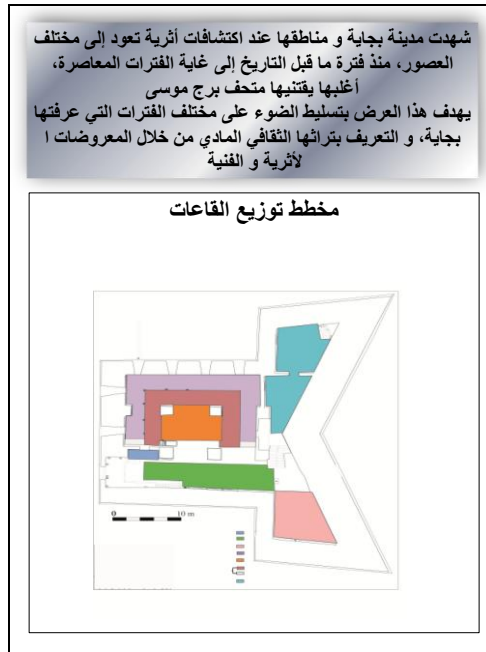 شهدت مدينة بجاية و مناطقها عند اكتشافات أثرية تعود إلى مختلف
العصور، منذ فترة ما قبل التاريخ إلى غاية الفترات المعاصرة،
أغلبها يقتنيها متحف برج موسى
يهدف هذا العرض بتسليط الضوء على مختلف الفترات التي عرفتها
بجاية، و التعريف بتراثها الثقافي المادي من خلال المعروضات ا
لأثرية و الفنية
مخطط توزيع القاعات
0 10 m